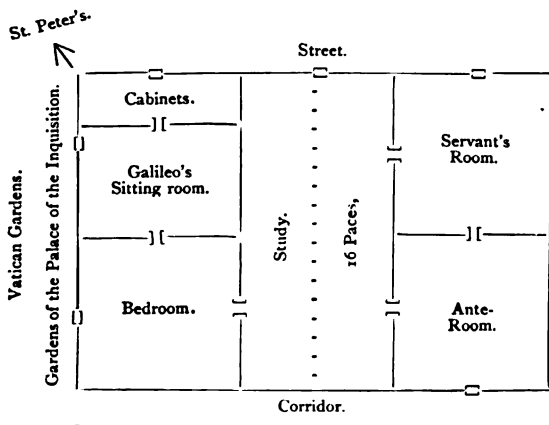 St. Peter's.
Street.
Vatican Gardens.
Gardens of the Palace of the Inquisition.
Cabinets.
Galileo's
Sitting room.
Bedroom.
Study.
16 Paces,
Servant's
Room.
Ante-
Room.
Corridor.